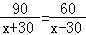 90/(x+30) = 60/(x−30)